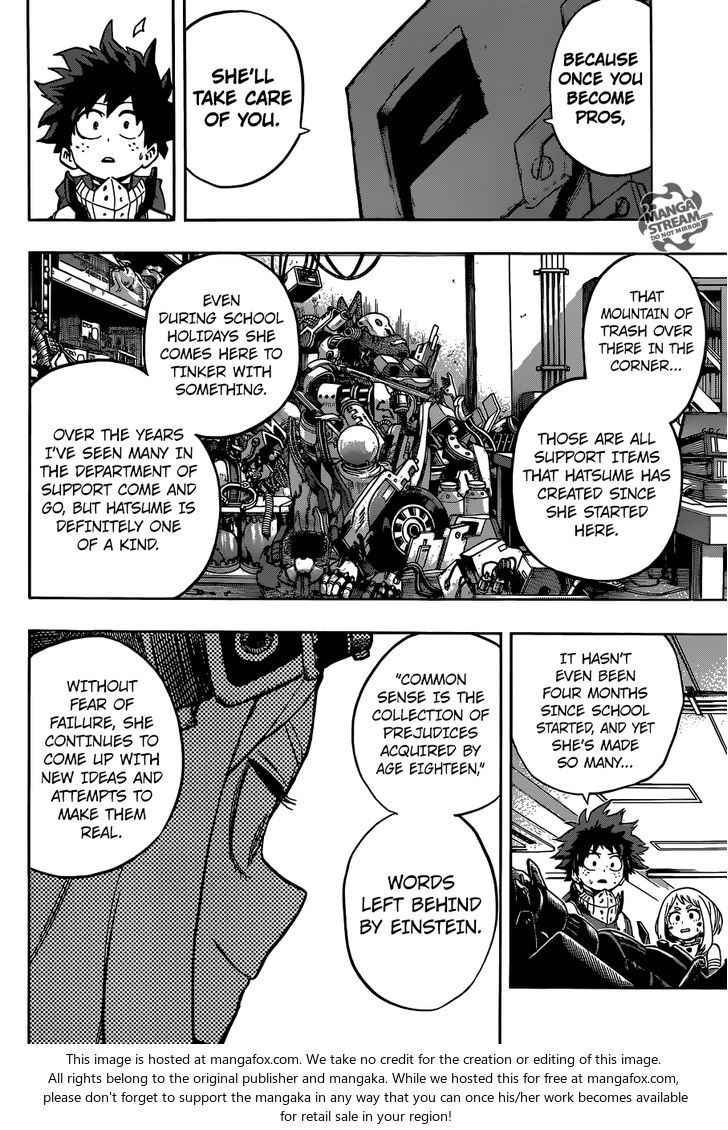 BECAUSE
ONCE YOU
BECOME
PROS,
SHE'LL
TAKE CARE
OF YOU.
MANGA
STREAM.COM
DO NOT MIRROR
THAT
MOUNTAIN OF
TRASH OVER
THERE IN THE
CORNER...
THOSE ARE ALL
SUPPORT ITEMS
THAT HATSUME HAS
CREATED SINCE
SHE STARTED
HERE.
EVEN
DURING SCHOOL
HOLIDAYS SHE
COMES HERE TO
TINKER WITH
SOMETHING.
OVER THE YEARS
I'VE SEEN MANY IN
THE DEPARTMENT OF
SUPPORT COME AND
GO, BUT HATSUME IS
DEFINITELY ONE
OF A KIND.
IT HASN'T
EVEN BEEN
FOUR MONTHS
SINCE SCHOOL
STARTED, AND YET
SHE'S MADE
SO MANY...
"COMMON
SENSE IS THE
COLLECTION OF
PREJUDICES
ACQUIRED BY
AGE EIGHTEEN,"
WORDS
LEFT BEHIND
BY EINSTEIN.
WITHOUT
FEAR OF
FAILURE, SHE
CONTINUES TO
COME UP WITH
NEW IDEAS AND
ATTEMPTS TO
MAKE THEM
REAL.
This image is hosted at mangafox.com. We take no credit for the creation or editing of this image.
All rights belong to the original publisher and mangaka. While we hosted this for free at mangafox.com,
please don't forget to support the mangaka in any way that you can once his/her work becomes available
for retail sale in your region!